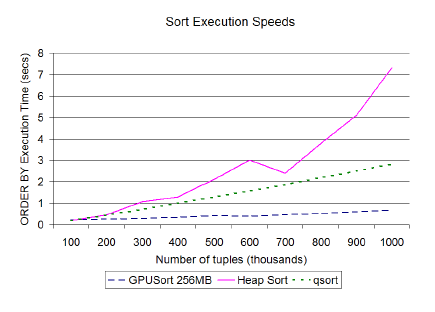 Sort Execution Speeds
ORDER BY Execution Time (secs)
8
7
6
5
4
3
2
1
0
100 200 300 400 500 600 700 800 900 1000
Number of tuples (thousands)
GPUSort 256MB Heap Sort qsort